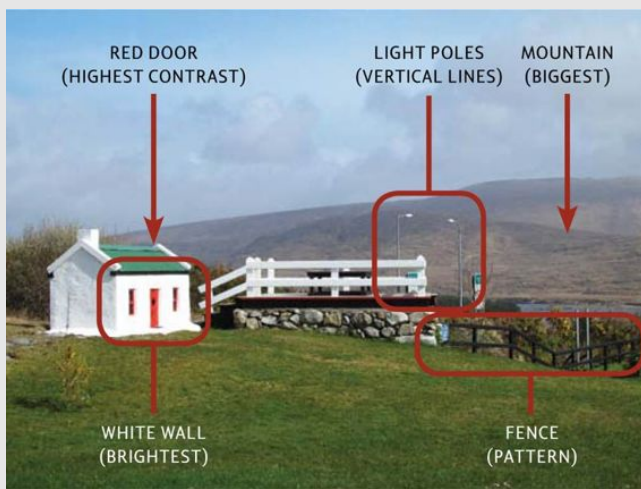 RED DOOR
(HIGHEST CONTRAST)
LIGHT POLES
(VERTICAL LINES)
MOUNTAIN
(BIGGEST)
WHITE WALL
(BRIGHTEST)
FENCE
(PATTERN)